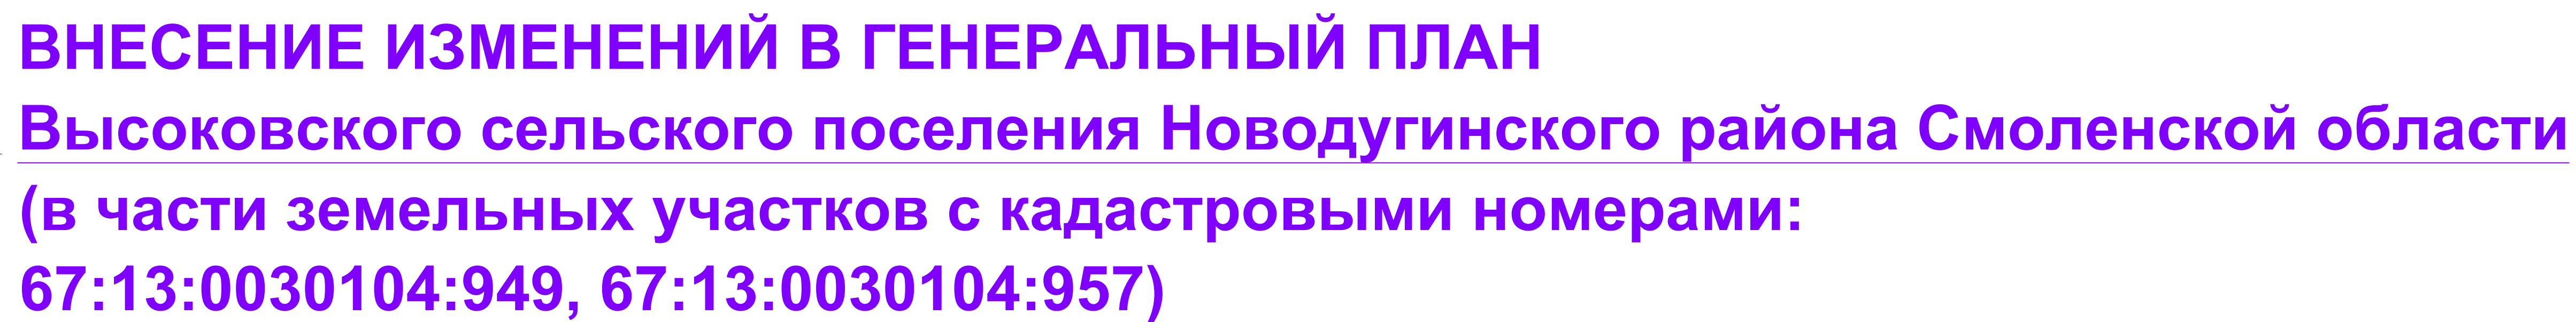 ВНЕСЕНИЕ ИЗМЕНЕНИЙ В ГЕНЕРАЛЬНЫЙ ПЛАН
Высоковского сельского поселения Новодугинского района Смоленской области
(в части земельных участков с кадастровыми номерами:
67:13:0030104:949, 67:13:0030104:957)